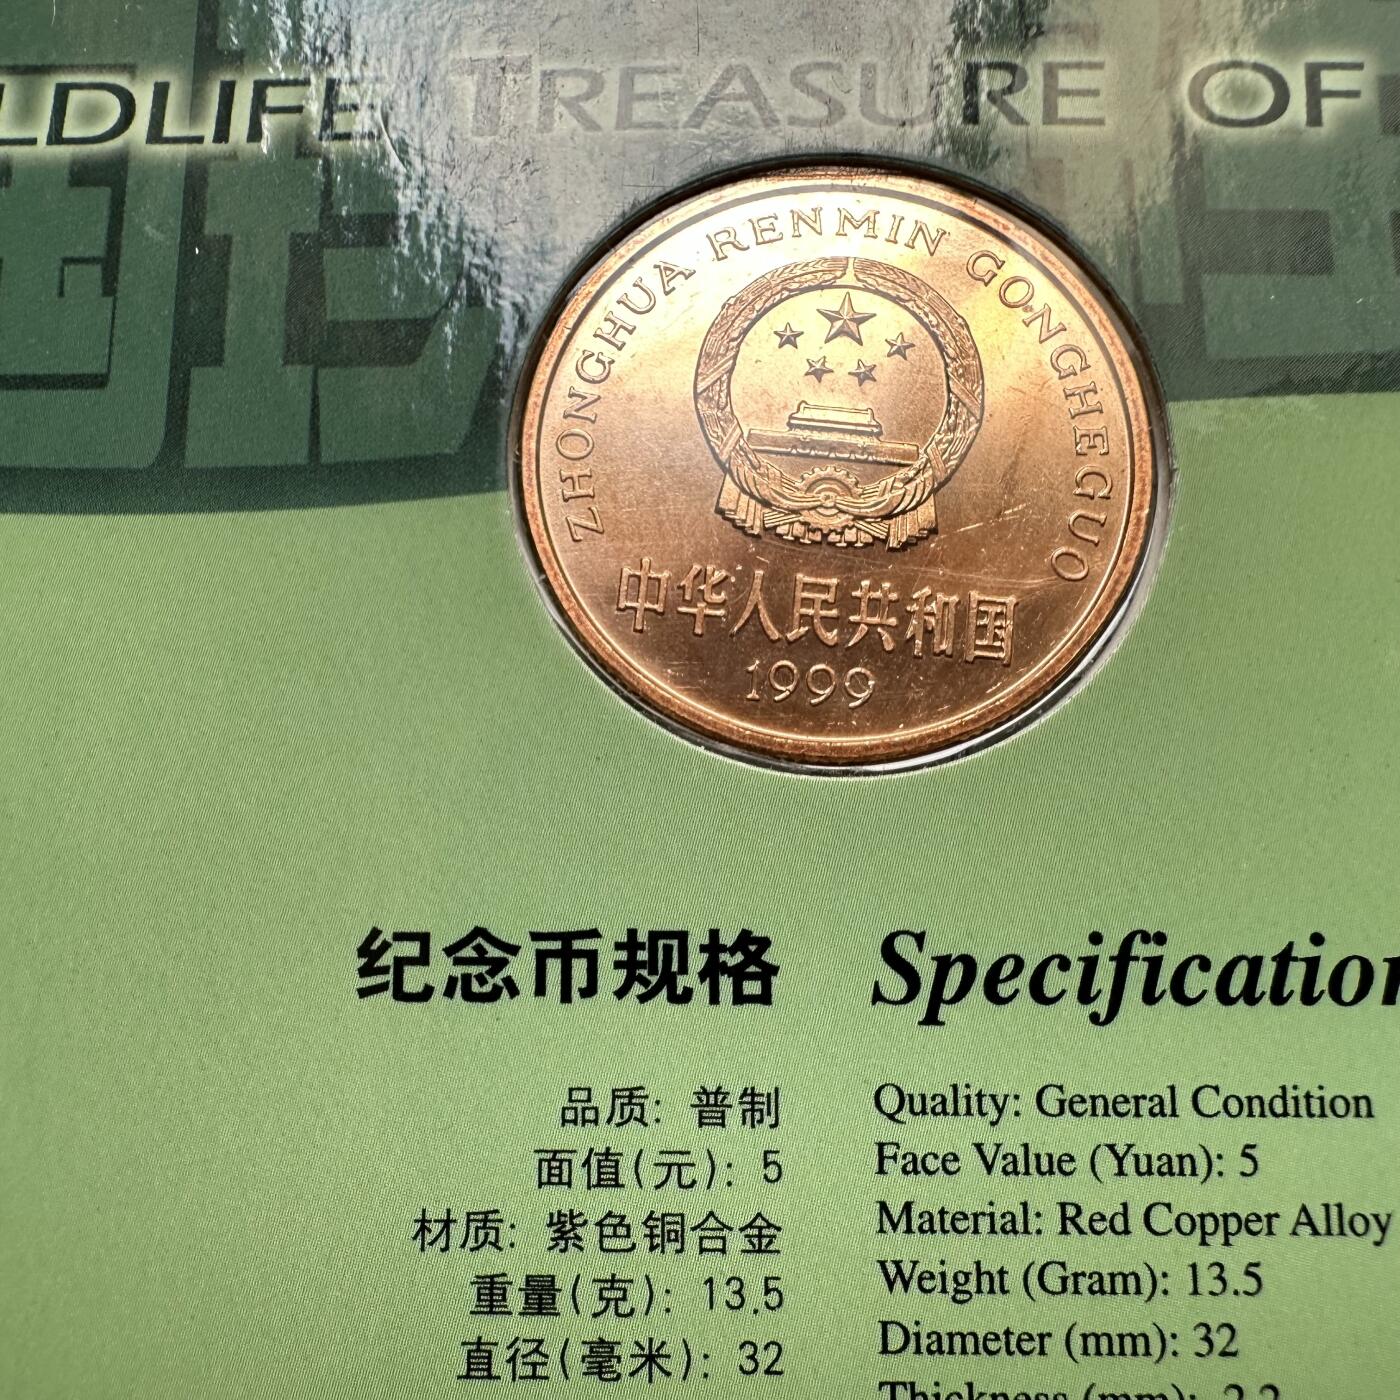 LDLIFE TREASURE OF
ZHONGHUA RENMIN GONGHEGUO
中华人民共和国
1999
纪念币规格 Specification
品质: 普制 Quality: General Condition
面值(元): 5 Face Value (Yuan): 5
材质: 紫色铜合金 Material: Red Copper Alloy
重量(克): 13.5 Weight (Gram): 13.5
直径(毫米): 32 Diameter (mm): 32
Thickness (mm):